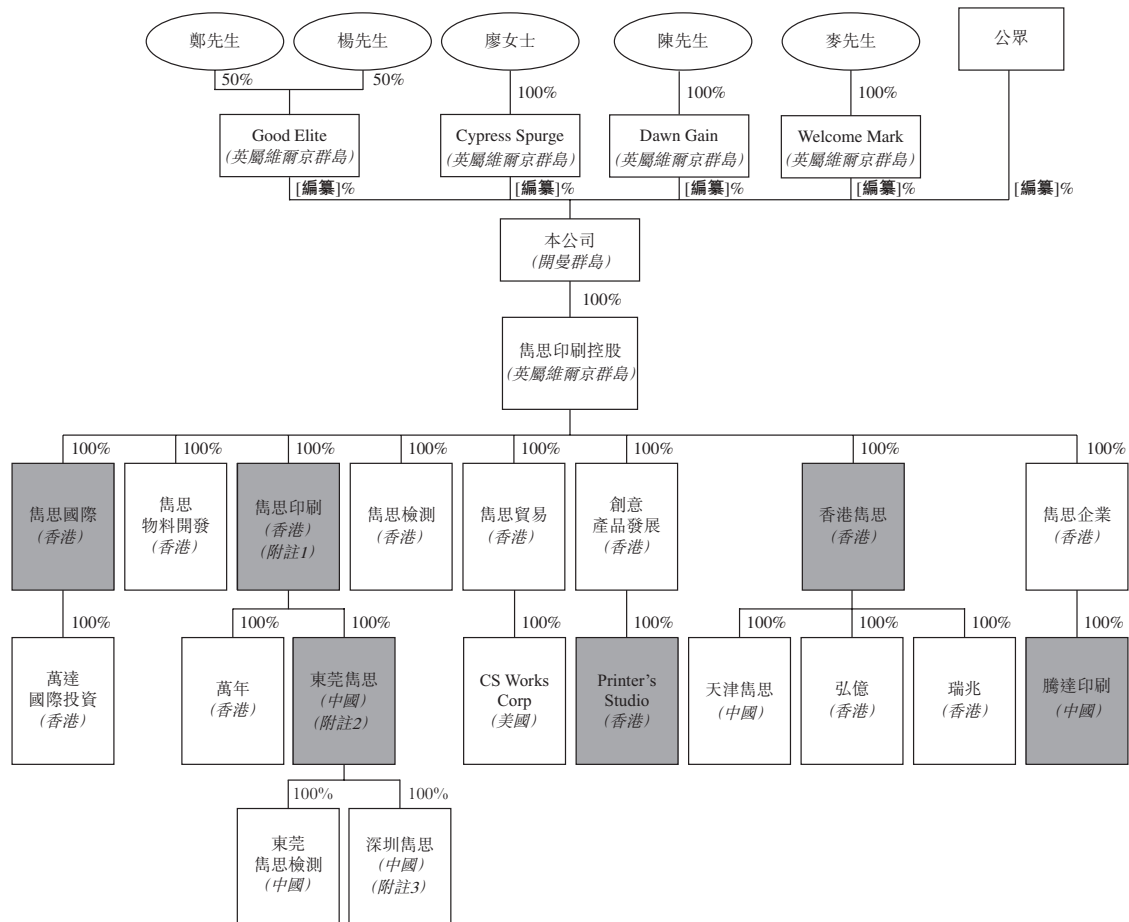 鄭先生
楊先生
廖女士
陳先生
麥先生
公眾
50%
50%
100%
100%
100%
Good Elite
(英屬維爾京群島)
Cypress Spurge
(英屬維爾京群島)
Dawn Gain
(英屬維爾京群島)
Welcome Mark
(英屬維爾京群島)
[編纂]%
[編纂]%
[編纂]%
[編纂]%
[編纂]%
本公司
(開曼群島)
100%
雋思印刷控股
(英屬維爾京群島)
100%
100%
100%
100%
100%
100%
100%
100%
雋思國際
(香港)
雋思
物料開發
(香港)
雋思印刷
(香港)
(附註1)
雋思檢測
(香港)
雋思貿易
(香港)
創意
產品發展
(香港)
香港雋思
(香港)
雋思企業
(香港)
100%
100%
100%
100%
100%
100%
100%
100%
100%
萬達
國際投資
(香港)
萬年
(香港)
東莞雋思
(中國)
(附註2)
CS Works
Corp
(美國)
Printer's
Studio
(香港)
天津雋思
(中國)
弘億
(香港)
瑞兆
(香港)
騰達印刷
(中國)
100%
100%
東莞
雋思檢測
(中國)
深圳雋思
(中國)
(附註3)